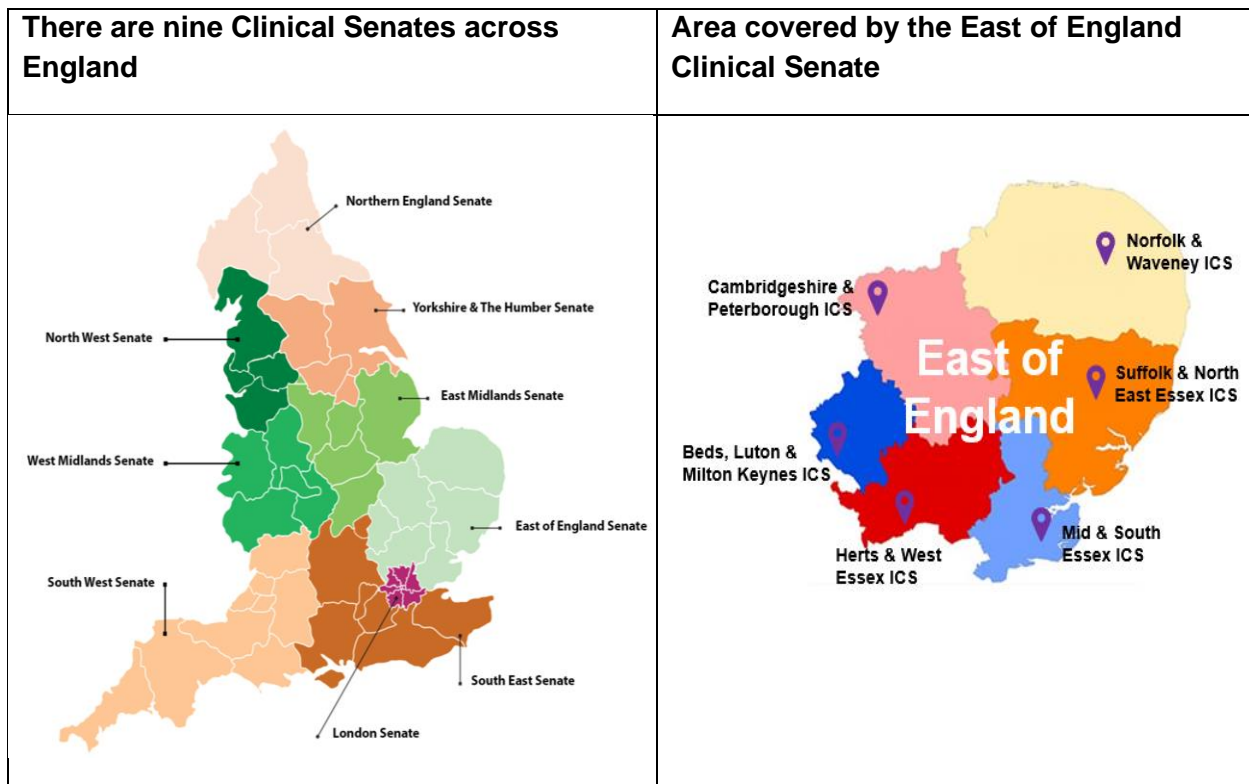 There are nine Clinical Senates across
England
Area covered by the East of England
Clinical Senate
Northern England Senate
Yorkshire & The Humber Senate
North West Senate
East Midlands Senate
West Midlands Senate
East of England Senate
South West Senate
South East Senate
London Senate
Norfolk &
Waveney ICS
Cambridgeshire &
Peterborough ICS
East of
England
Suffolk & North
East Essex ICS
Beds, Luton &
Milton Keynes ICS
Mid & South
Essex ICS
Herts & West
Essex ICS